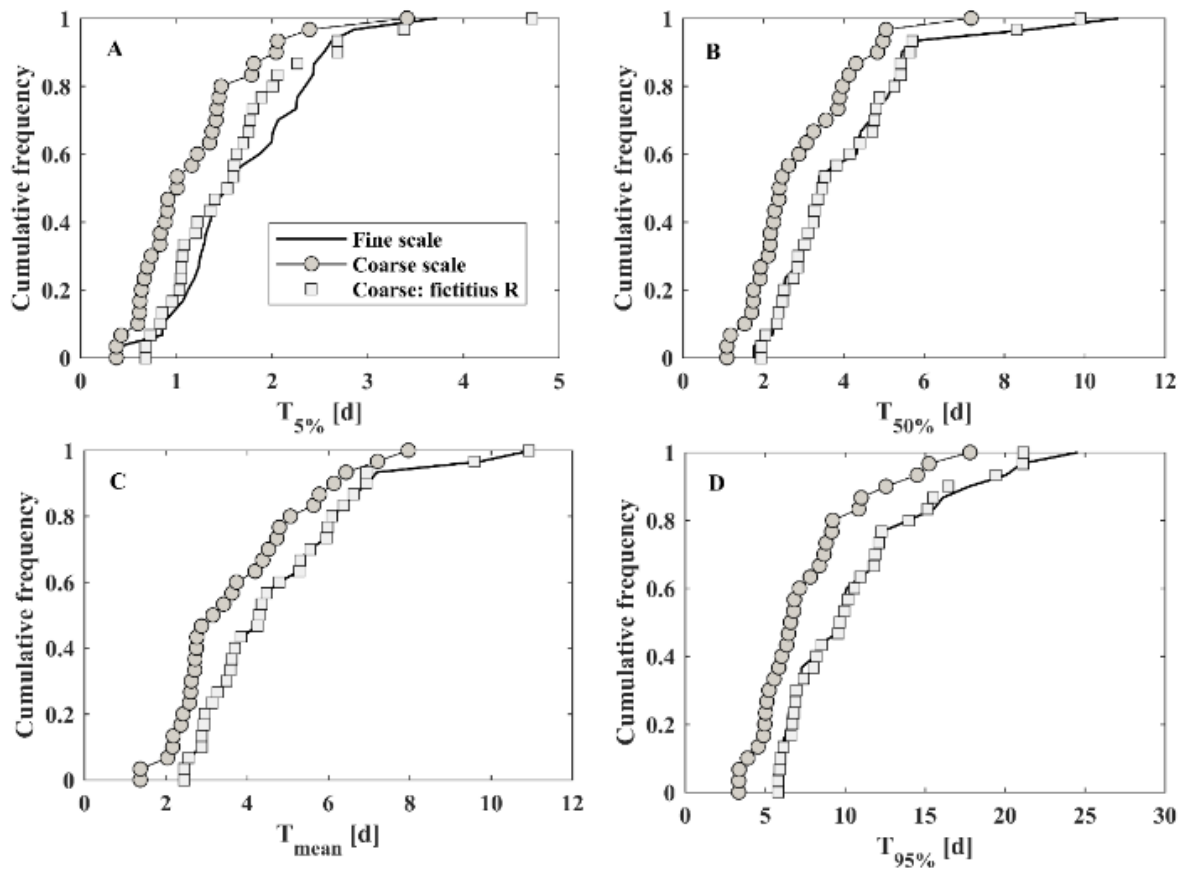 1
0.8
0.6
0.4
0.2
0
Cumulative frequency
A
Fine scale
Coarse scale
Coarse: fictitius R
0 1 2 3 4 5
T5% [d]
1
0.8
0.6
0.4
0.2
0
Cumulative frequency
B
0 2 4 6 8 10 12
T50% [d]
1
0.8
0.6
0.4
0.2
0
Cumulative frequency
C
0 2 4 6 8 10 12
Tmean [d]
1
0.8
0.6
0.4
0.2
0
Cumulative frequency
D
0 5 10 15 20 25 30
T95% [d]